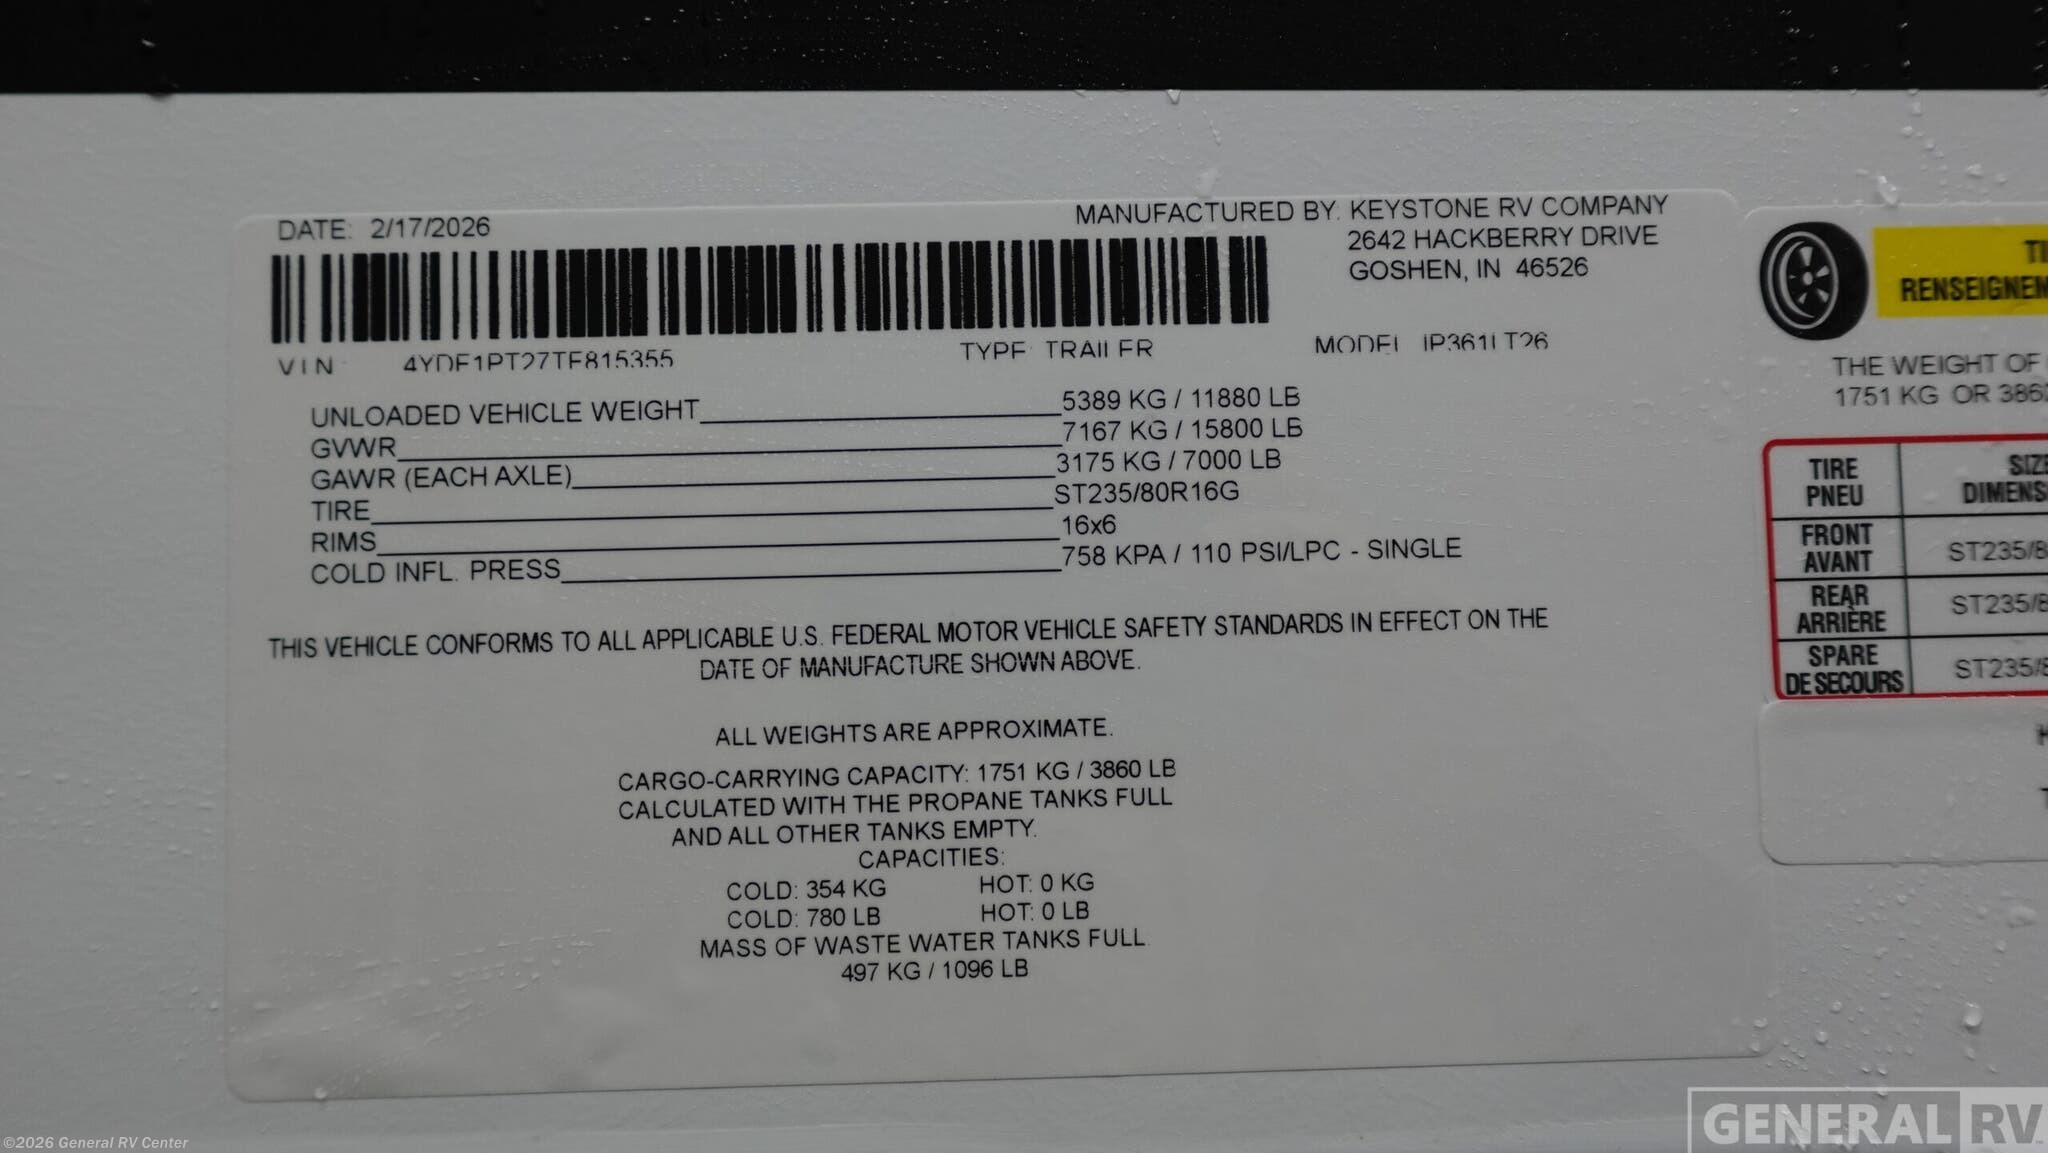 DATE: 2/17/2026
MANUFACTURED BY: KEYSTONE RV COMPANY
2642 HACKBERRY DRIVE
GOSHEN, IN 46526
VIN: 4YDF1PT27TF815355 TYPE: TRAILER MODEL:
UNLOADED VEHICLE WEIGHT 5389 KG / 11880 LB
GVWR 7167 KG / 15800 LB
GAWR (EACH AXLE) 3175 KG / 7000 LB
TIRE ST235/80R16G
RIMS 16x6
COLD INFL. PRESS 758 KPA / 110 PSI/LPC - SINGLE
THIS VEHICLE CONFORMS TO ALL APPLICABLE U.S. FEDERAL MOTOR VEHICLE SAFETY STANDARDS IN EFFECT ON THE
DATE OF MANUFACTURE SHOWN ABOVE.
ALL WEIGHTS ARE APPROXIMATE.
CARGO-CARRYING CAPACITY: 1751 KG / 3860 LB
CALCULATED WITH THE PROPANE TANKS FULL
AND ALL OTHER TANKS EMPTY.
CAPACITIES:
COLD: 354 KG HOT: 0 KG
COLD: 780 LB HOT: 0 LB
MASS OF WASTE WATER TANKS FULL
497 KG / 1096 LB
THE WEIGHT OF
1751 KG OR
TIRE
PNEU
FRONT
AVANT
ST235/8
REAR
ARRIÈRE
ST235/8
SPARE
DE SECOURS
ST235/8
©2026 General RV Center
GENERAL RV